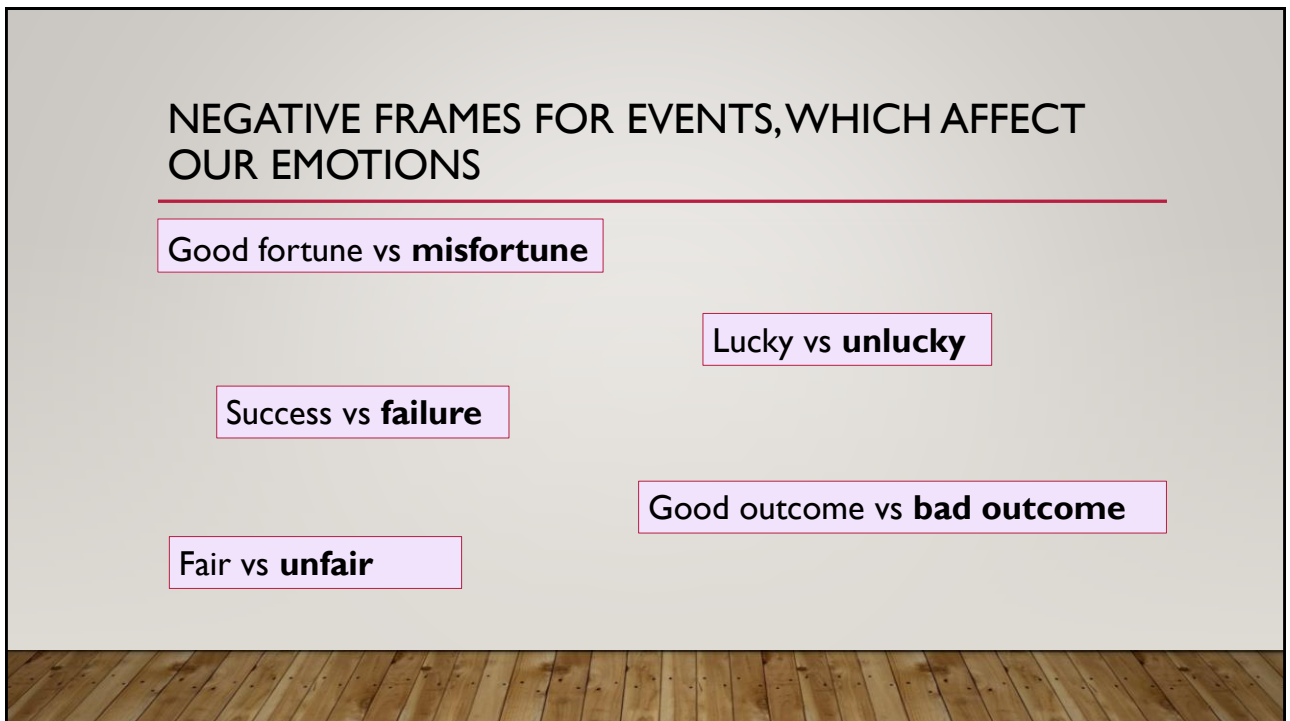 NEGATIVE FRAMES FOR EVENTS, WHICH AFFECT
OUR EMOTIONS
Good fortune vs misfortune
Lucky vs unlucky
Success vs failure
Good outcome vs bad outcome
Fair vs unfair